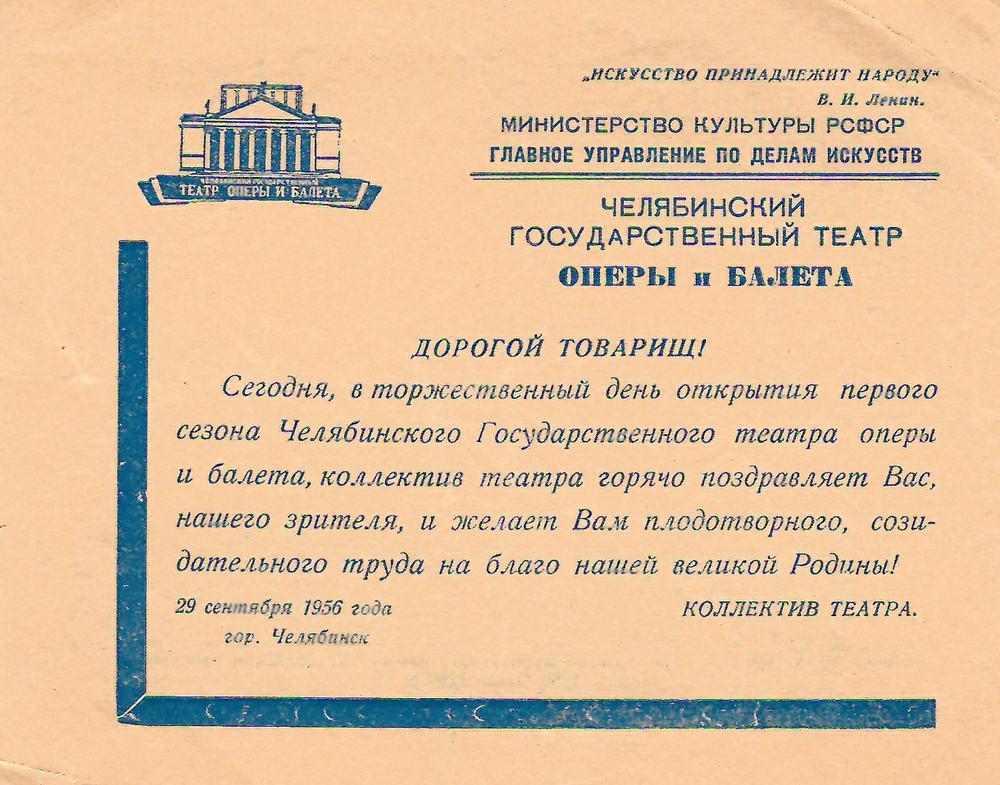 „ИСКУССТВО ПРИНАДЛЕЖИТ НАРОДУ“
В. И. Ленин.
МИНИСТЕРСТВО КУЛЬТУРЫ РСФСР
ГЛАВНОЕ УПРАВЛЕНИЕ ПО ДЕЛАМ ИСКУССТВ
ЧЕЛЯБИНСКИЙ ГОСУДАРСТВЕННЫЙ
ТЕАТР ОПЕРЫ И БАЛЕТА
ЧЕЛЯБИНСКИЙ
ГОСУДАРСТВЕННЫЙ ТЕАТР
ОПЕРЫ и БАЛЕТА
ДОРОГОЙ ТОВАРИЩ!
Сегодня, в торжественный день открытия первого
сезона Челябинского Государственного театра оперы
и балета, коллектив театра горячо поздравляет Вас,
нашего зрителя, и желает Вам плодотворного, сози-
дательного труда на благо нашей великой Родины!
29 сентября 1956 года
гор. Челябинск
КОЛЛЕКТИВ ТЕАТРА.